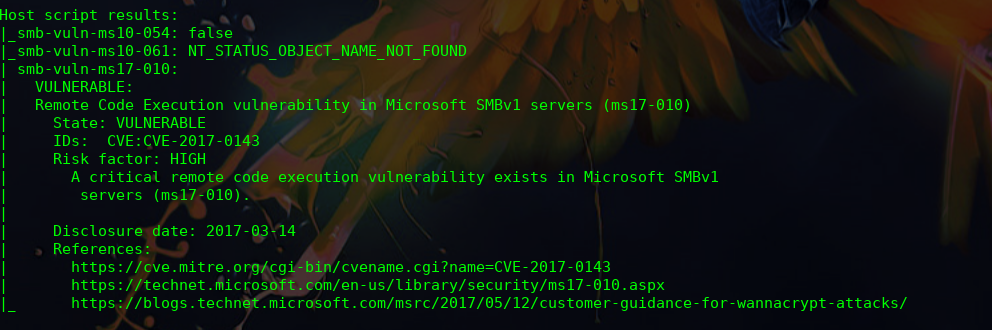 Host script results:
|_smb-vuln-ms10-054: false
|_smb-vuln-ms10-061: NT_STATUS_OBJECT_NAME_NOT_FOUND
| smb-vuln-ms17-010:
|   VULNERABLE:
|   Remote Code Execution vulnerability in Microsoft SMBv1 servers (ms17-010)
|     State: VULNERABLE
|     IDs:  CVE:CVE-2017-0143
|     Risk factor: HIGH
|       A critical remote code execution vulnerability exists in Microsoft SMBv1
|        servers (ms17-010).
|
|     Disclosure date: 2017-03-14
|     References:
|       https://cve.mitre.org/cgi-bin/cvename.cgi?name=CVE-2017-0143
|       https://technet.microsoft.com/en-us/library/security/ms17-010.aspx
|_      https://blogs.technet.microsoft.com/msrc/2017/05/12/customer-guidance-for-wannacrypt-attacks/